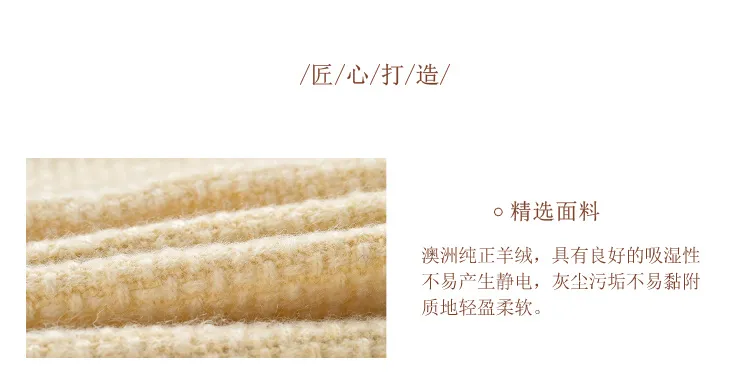 /匠/心/打/造/
精选面料
澳洲纯正羊绒，具有良好的吸湿性
不易产生静电，灰尘污垢不易黏附
质地轻盈柔软。